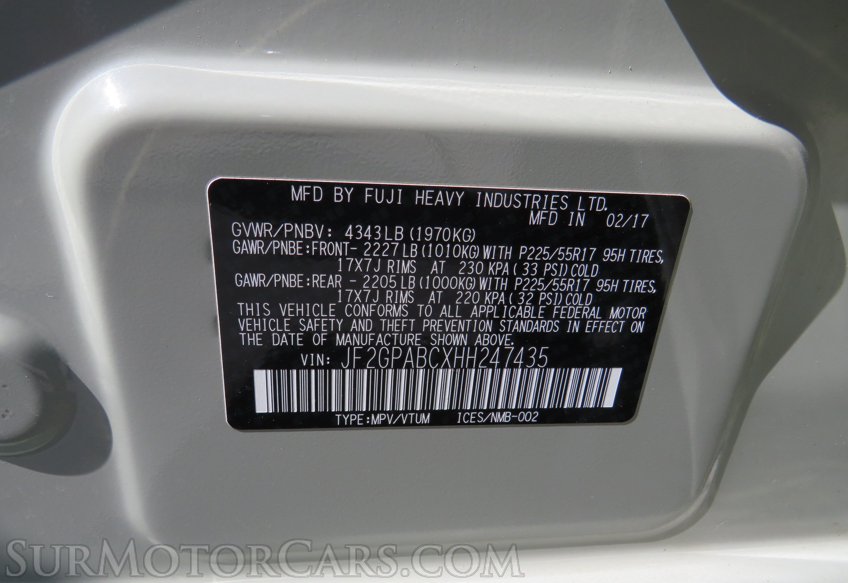 MFD BY FUJI HEAVY INDUSTRIES LTD.
MFD IN 02/17
GVWR/PNBV: 4343LB (1970KG)
GAWR/PNBE:FRONT- 2227LB(1010KG)WITH P225/55R17 95H TIRES,
17X7J RIMS AT 230 KPA( 33 PSI)COLD
GAWR/PNBE:REAR - 2205LB(1000KG)WITH P225/55R17 95H TIRES,
17X7J RIMS AT 220 KPA( 32 PSI)COLD
THIS VEHICLE CONFORMS TO ALL APPLICABLE FEDERAL MOTOR
VEHICLE SAFETY AND THEFT PREVENTION STANDARDS IN EFFECT ON
THE DATE OF MANUFACTURE SHOWN ABOVE.
VIN: JF2GPABCXHH247435
TYPE:MPV/VTUM ICES/NMB-002
SurMotorCars.com